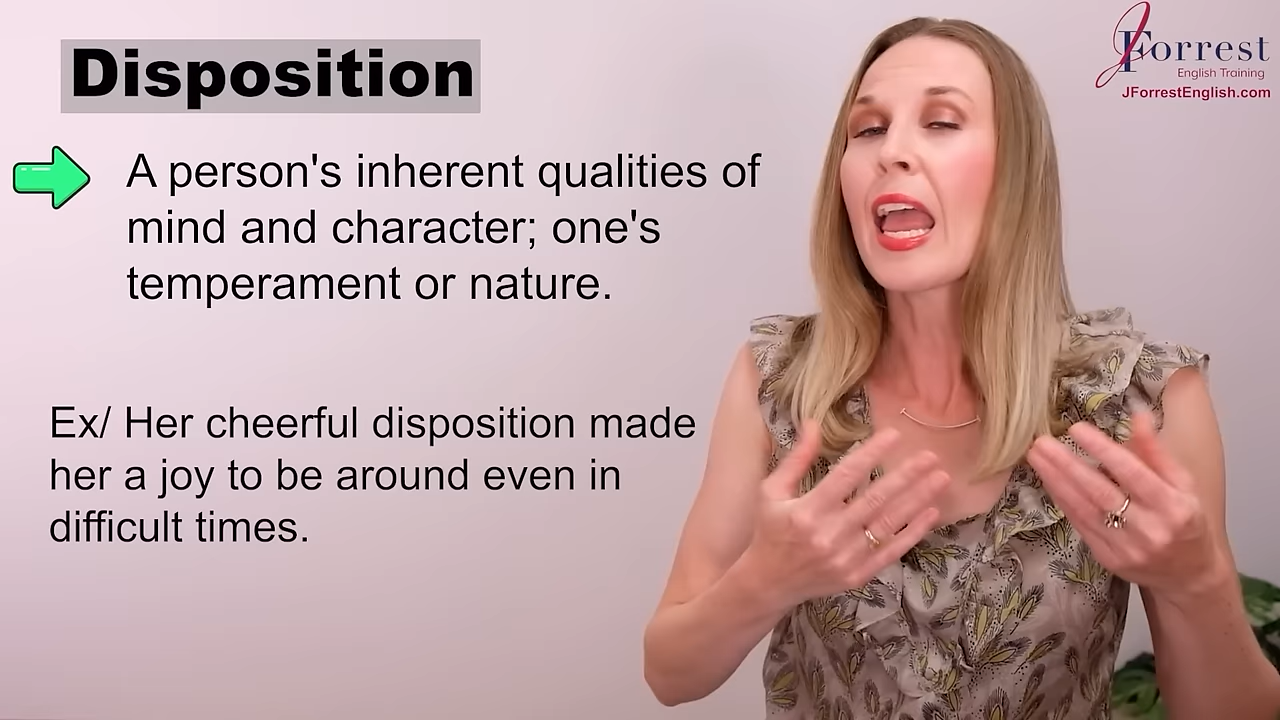 Disposition
A person's inherent qualities of
mind and character; one's
temperament or nature.
Ex/ Her cheerful disposition made
her a joy to be around even in
difficult times.
JForrest
English Training
JForrestEnglish.com